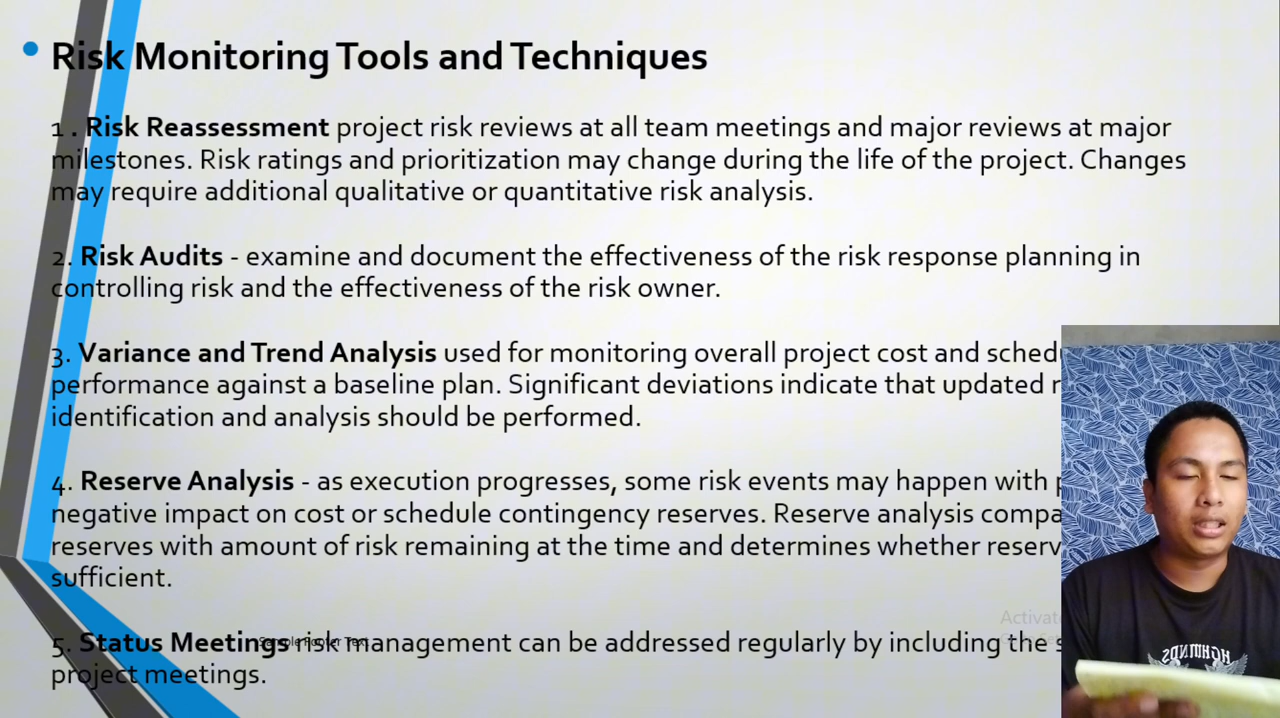 Risk Monitoring Tools and Techniques
1 . Risk Reassessment project risk reviews at all team meetings and major reviews at major
milestones. Risk ratings and prioritization may change during the life of the project. Changes
may require additional qualitative or quantitative risk analysis.
2. Risk Audits - examine and document the effectiveness of the risk response planning in
controlling risk and the effectiveness of the risk owner.
3. Variance and Trend Analysis used for monitoring overall project cost and schedu
performance against a baseline plan. Significant deviations indicate that updated r
identification and analysis should be performed.
4. Reserve Analysis - as execution progresses, some risk events may happen with p
negative impact on cost or schedule contingency reserves. Reserve analysis compa
reserves with amount of risk remaining at the time and determines whether reserv
sufficient.
Activat
5. Status Meetings risk management can be addressed regularly by including the s
Sample Footer Text
project meetings.